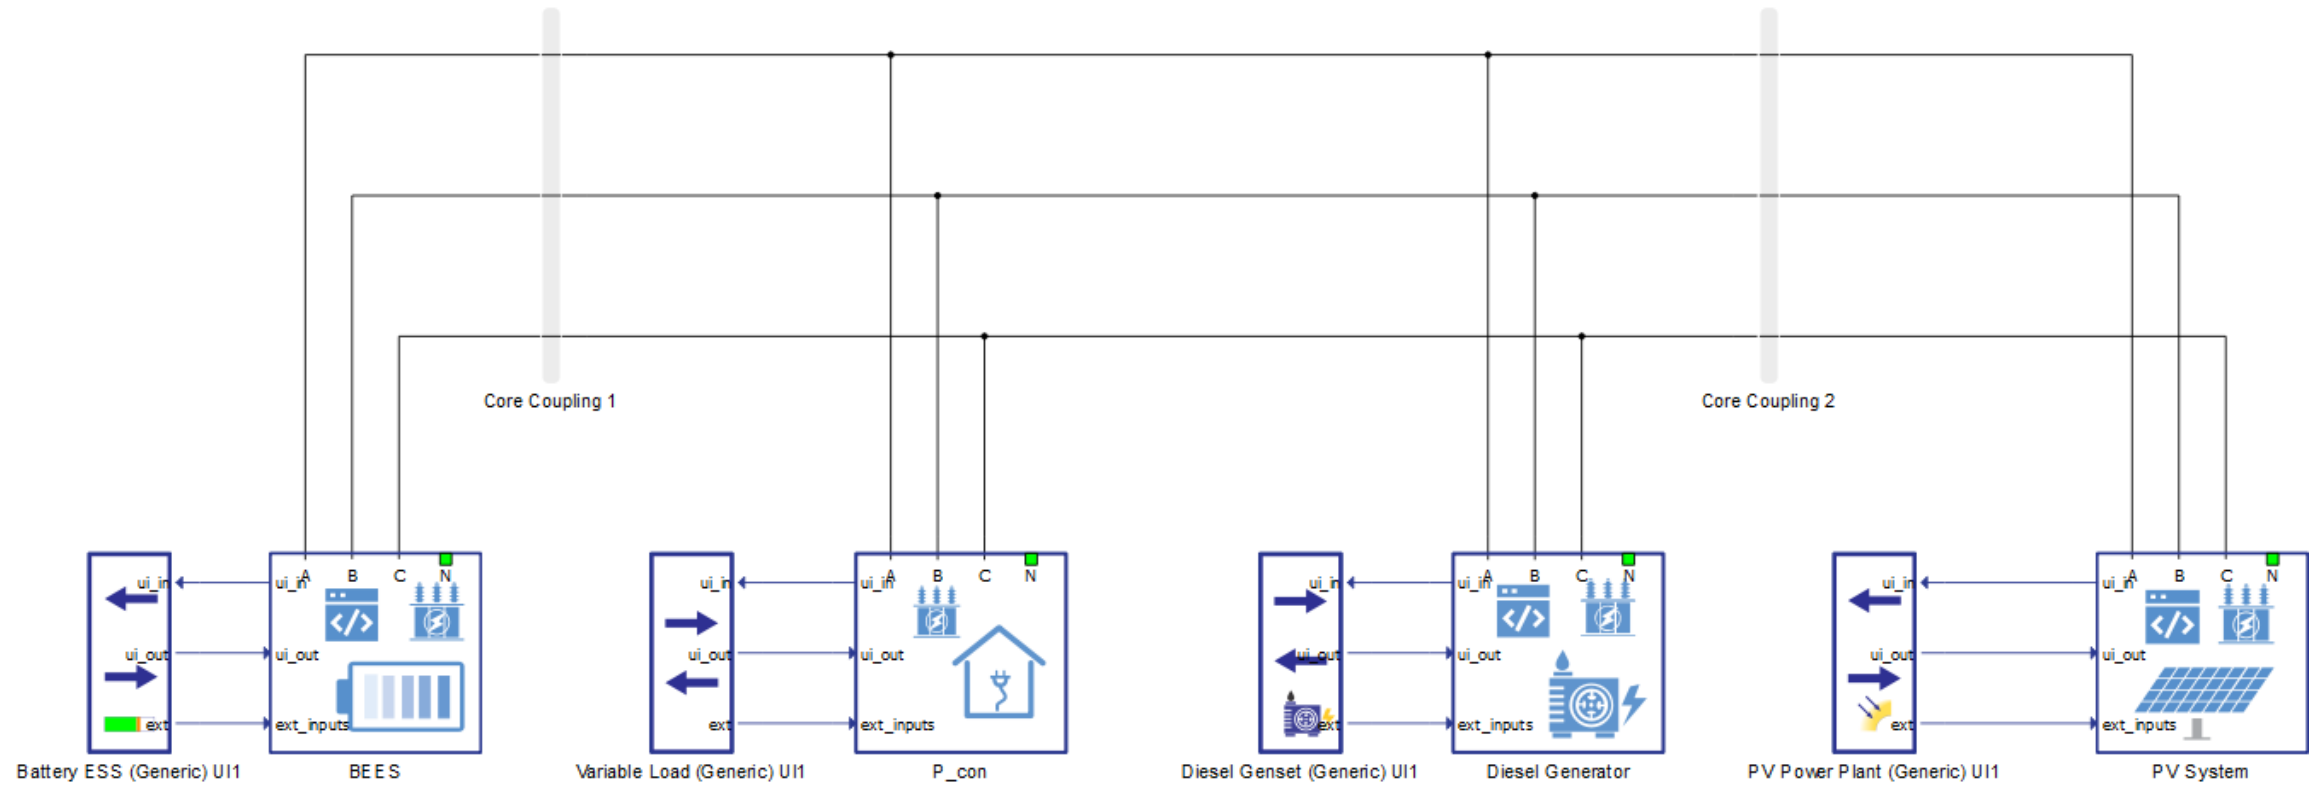 Core Coupling 1
Core Coupling 2
ui_in
ui_out
ext
Battery ESS (Generic) UI1
A B C N
ui_in
ui_out
ext_inputs
</>
BEES
ui_in
ui_out
ext
Variable Load (Generic) UI1
A B C N
ui_in
ui_out
ext_inputs
P_con
ui_in
ui_out
ext
Diesel Genset (Generic) UI1
A B C N
ui_in
ui_out
ext_inputs
</>
Diesel Generator
ui_in
ui_out
ext
PV Power Plant (Generic) UI1
A B C N
ui_in
ui_out
ext_inputs
</>
PV System